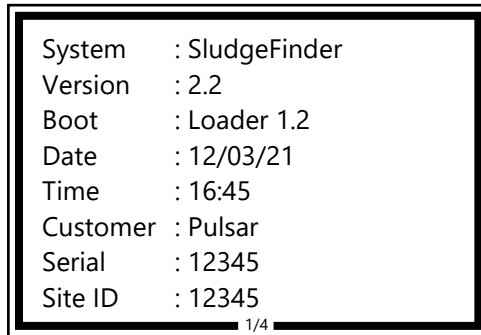 System : SludgeFinder
Version : 2.2
Boot : Loader 1.2
Date : 12/03/21
Time : 16:45
Customer : Pulsar
Serial : 12345
Site ID : 12345
1/4